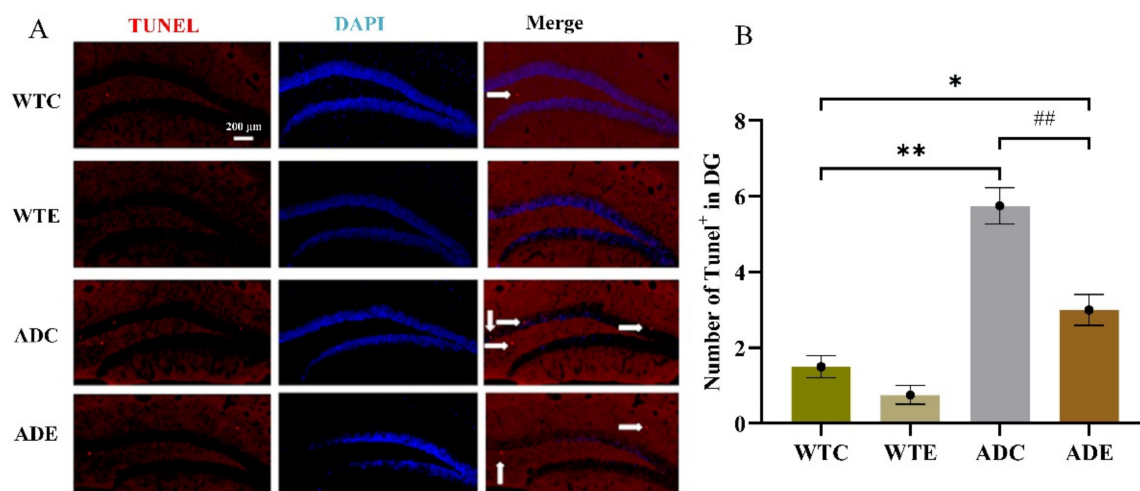 A
TUNEL
DAPI
Merge
WTC
200 μm
WTE
ADC
ADE
B
*
##
**
Number of Tunel⁺ in DG
8
6
4
2
0
WTC WTE ADC ADE